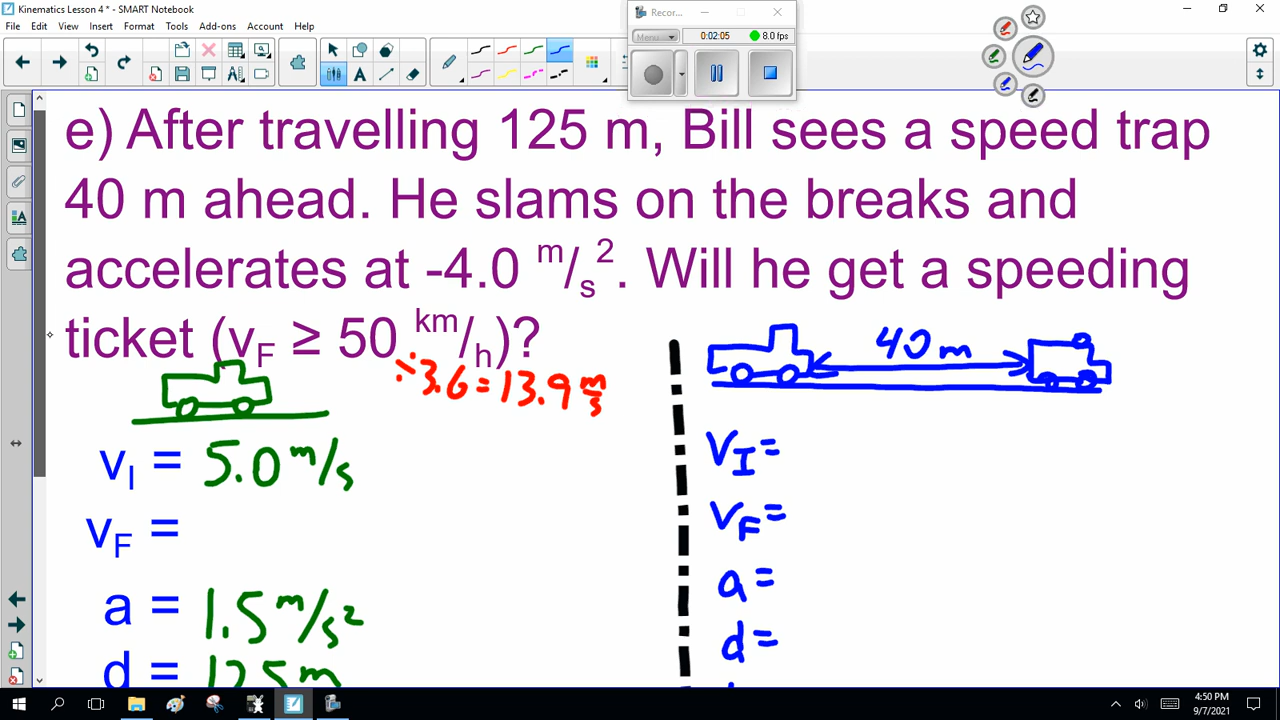 Kinematics Lesson 4 * - SMART Notebook
File Edit View Insert Format Tools Add-ons Account Help
Recor...
Menu
0:02:05
8.0 fps
e) After travelling 125 m, Bill sees a speed trap
40 m ahead. He slams on the breaks and
accelerates at -4.0 m/s². Will he get a speeding
ticket (vF ≥ 50 km/h)?
÷3.6=13.9 m/s
40 m
vI = 5.0 m/s
vF =
a = 1.5 m/s²
d = 125 m
VI=
VF=
a=
d=
4:50 PM
9/7/2021